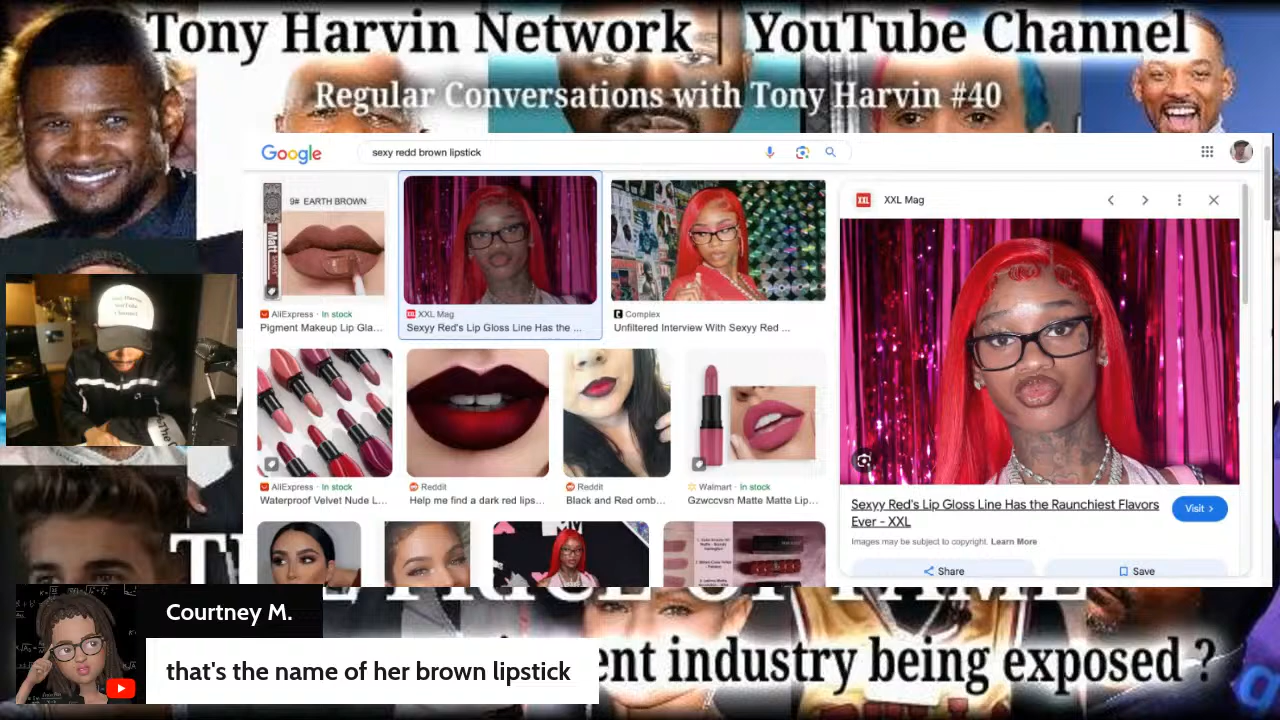 Tony Harvin Network | YouTube Channel
Regular Conversations with Tony Harvin #40
Google
sexy redd brown lipstick
9# EARTH BROWN
AliExpress · In stock
Pigment Makeup Lip Gla...
XXL Mag
Sexyy Red's Lip Gloss Line Has the ...
Complex
Unfiltered Interview With Sexyy Red ...
AliExpress · In stock
Waterproof Velvet Nude L...
Reddit
Help me find a dark red lips...
Reddit
Black and Red omb...
Walmart · In stock
Gzwccvsn Matte Matte Lip...
XXL
XXL Mag
Sexyy Red's Lip Gloss Line Has the Raunchiest Flavors
Ever - XXL
Visit >
Images may be subject to copyright. Learn More
Share
Save
Courtney M.
that's the name of her brown lipstick
ent industry being exposed ?